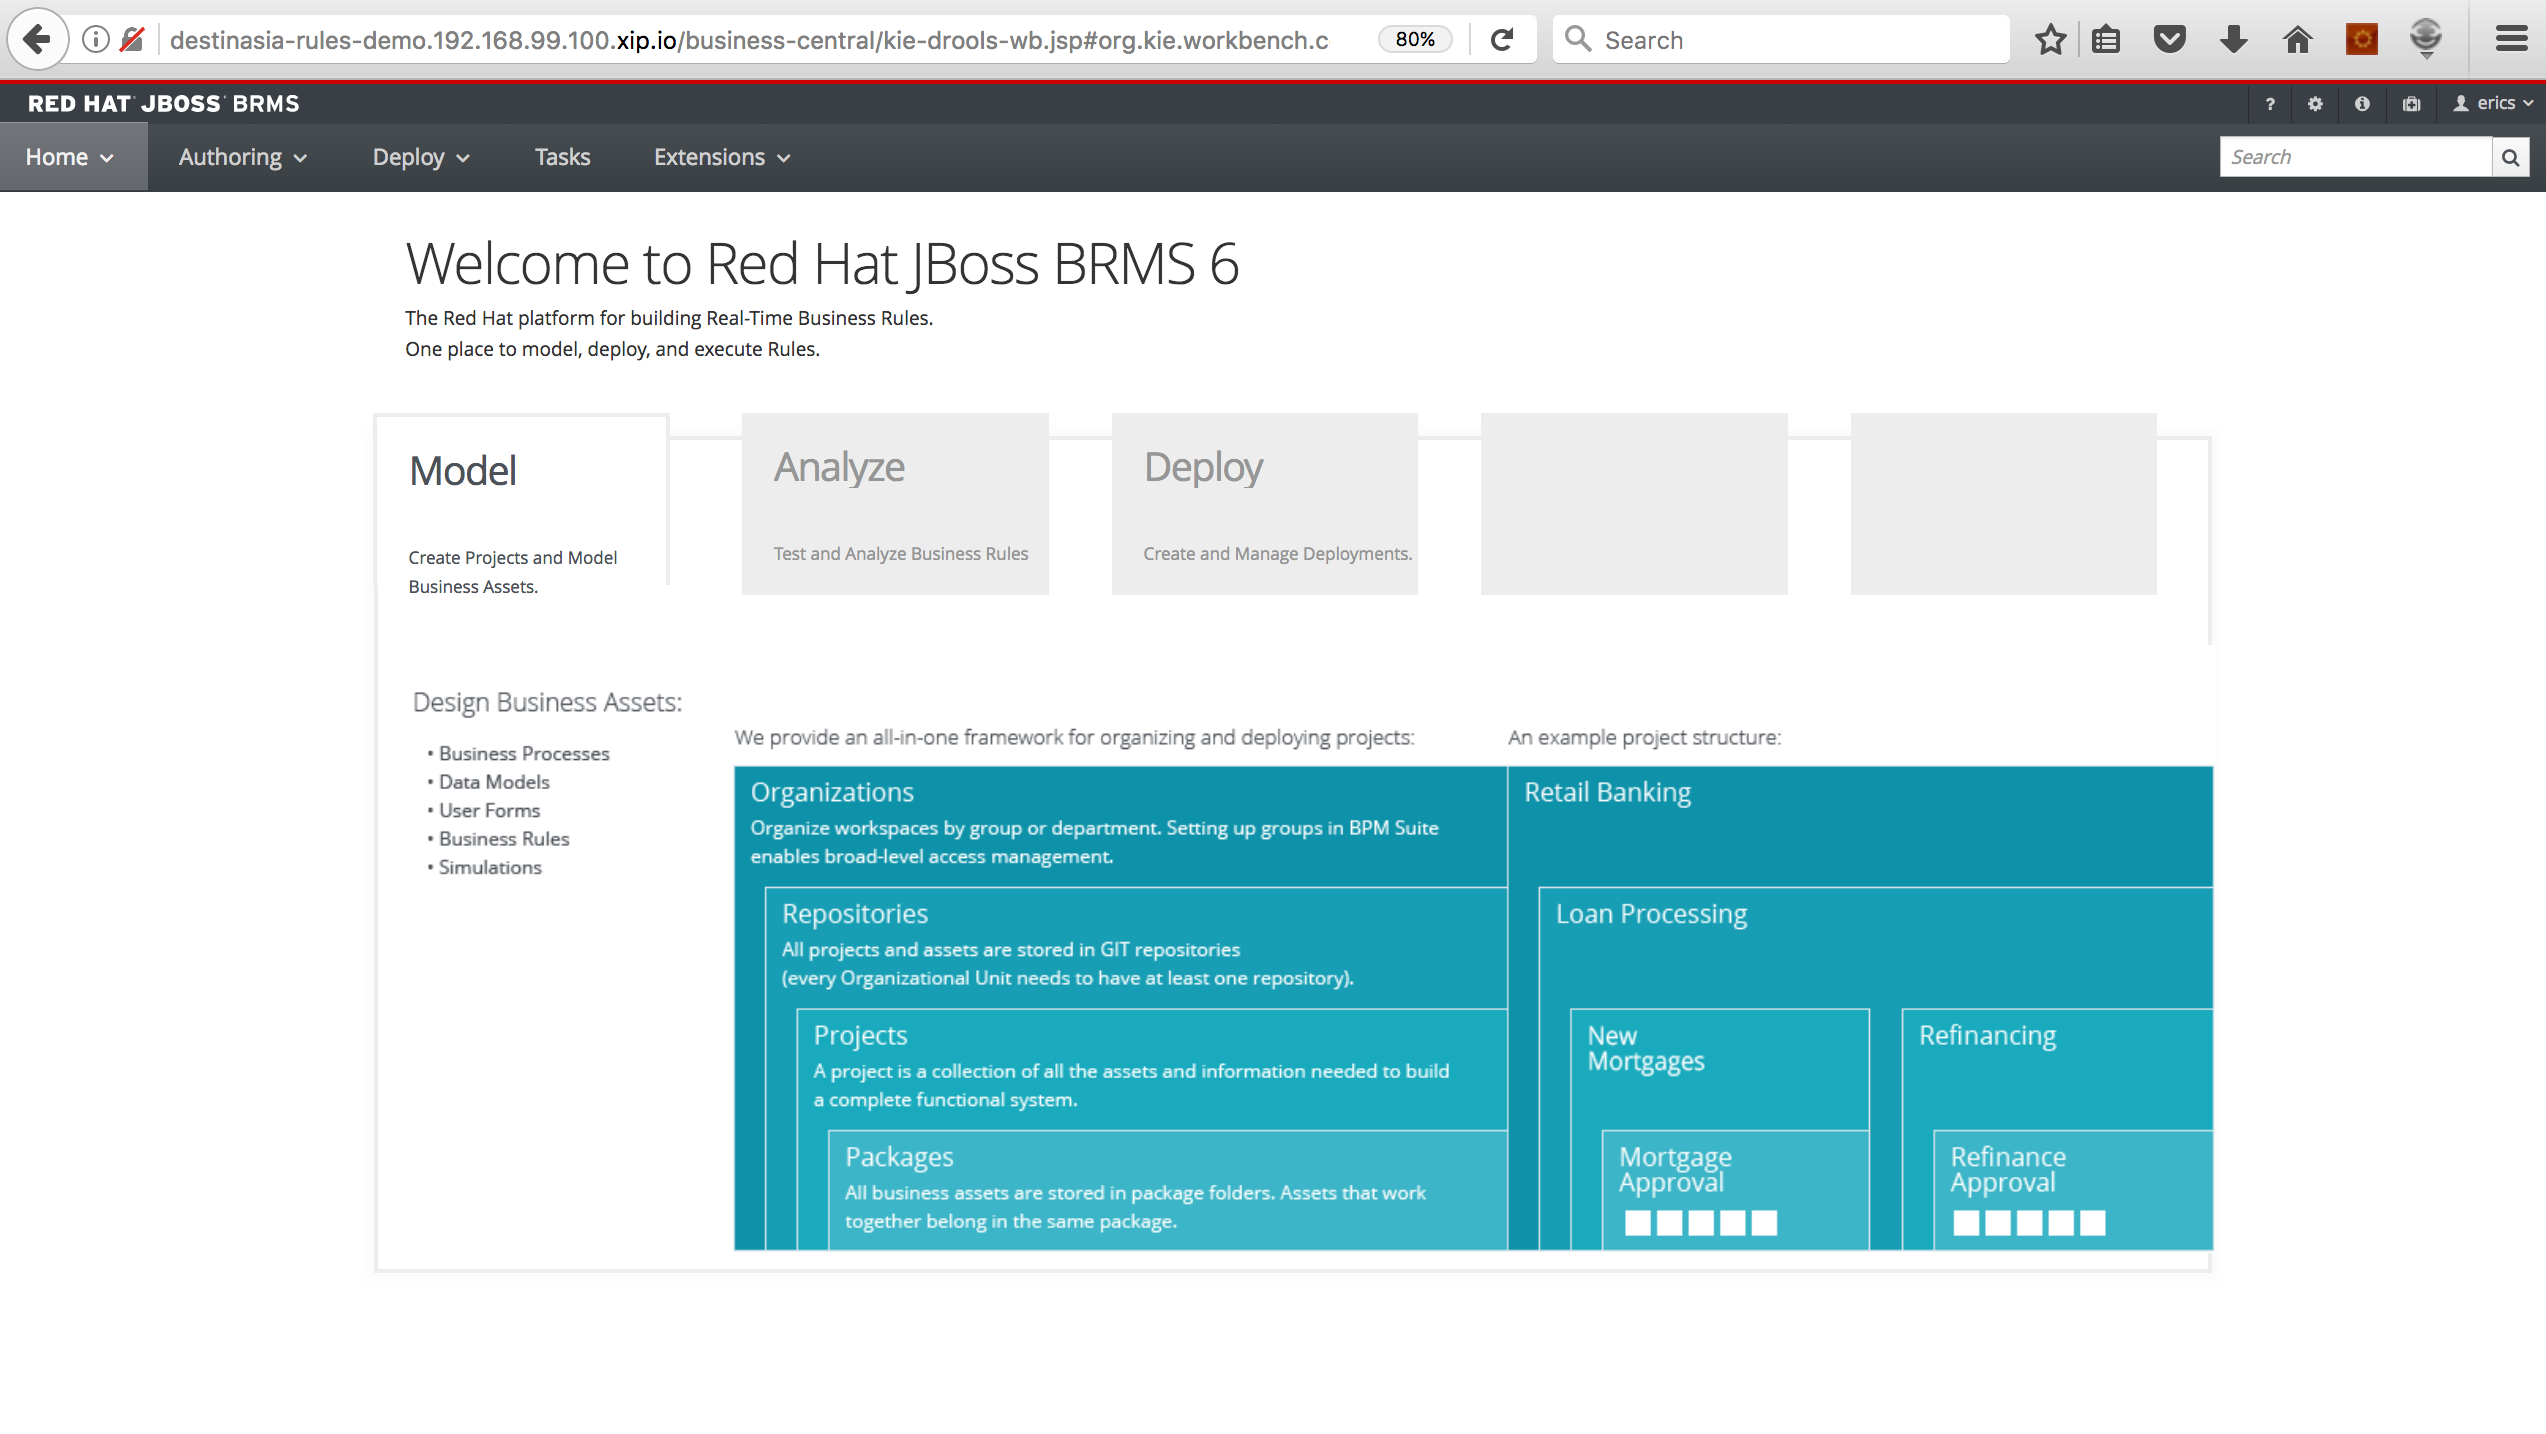 destinasia-rules-demo.192.168.99.100.xip.io/business-central/kie-drools-wb.jsp#org.kie.workbench.c
80%
Search
RED HAT JBOSS BRMS
?
erics
Home
Authoring
Deploy
Tasks
Extensions
Search
Welcome to Red Hat JBoss BRMS 6
The Red Hat platform for building Real-Time Business Rules.
One place to model, deploy, and execute Rules.
Model
Create Projects and Model
Business Assets.
Analyze
Test and Analyze Business Rules
Deploy
Create and Manage Deployments.
Design Business Assets:
• Business Processes
• Data Models
• User Forms
• Business Rules
• Simulations
We provide an all-in-one framework for organizing and deploying projects:
Organizations
Organize workspaces by group or department. Setting up groups in BPM Suite
enables broad-level access management.
Repositories
All projects and assets are stored in GIT repositories
(every Organizational Unit needs to have at least one repository).
Projects
A project is a collection of all the assets and information needed to build
a complete functional system.
Packages
All business assets are stored in package folders. Assets that work
together belong in the same package.
An example project structure:
Retail Banking
Loan Processing
New
Mortgages
Mortgage
Approval
Refinancing
Refinance
Approval